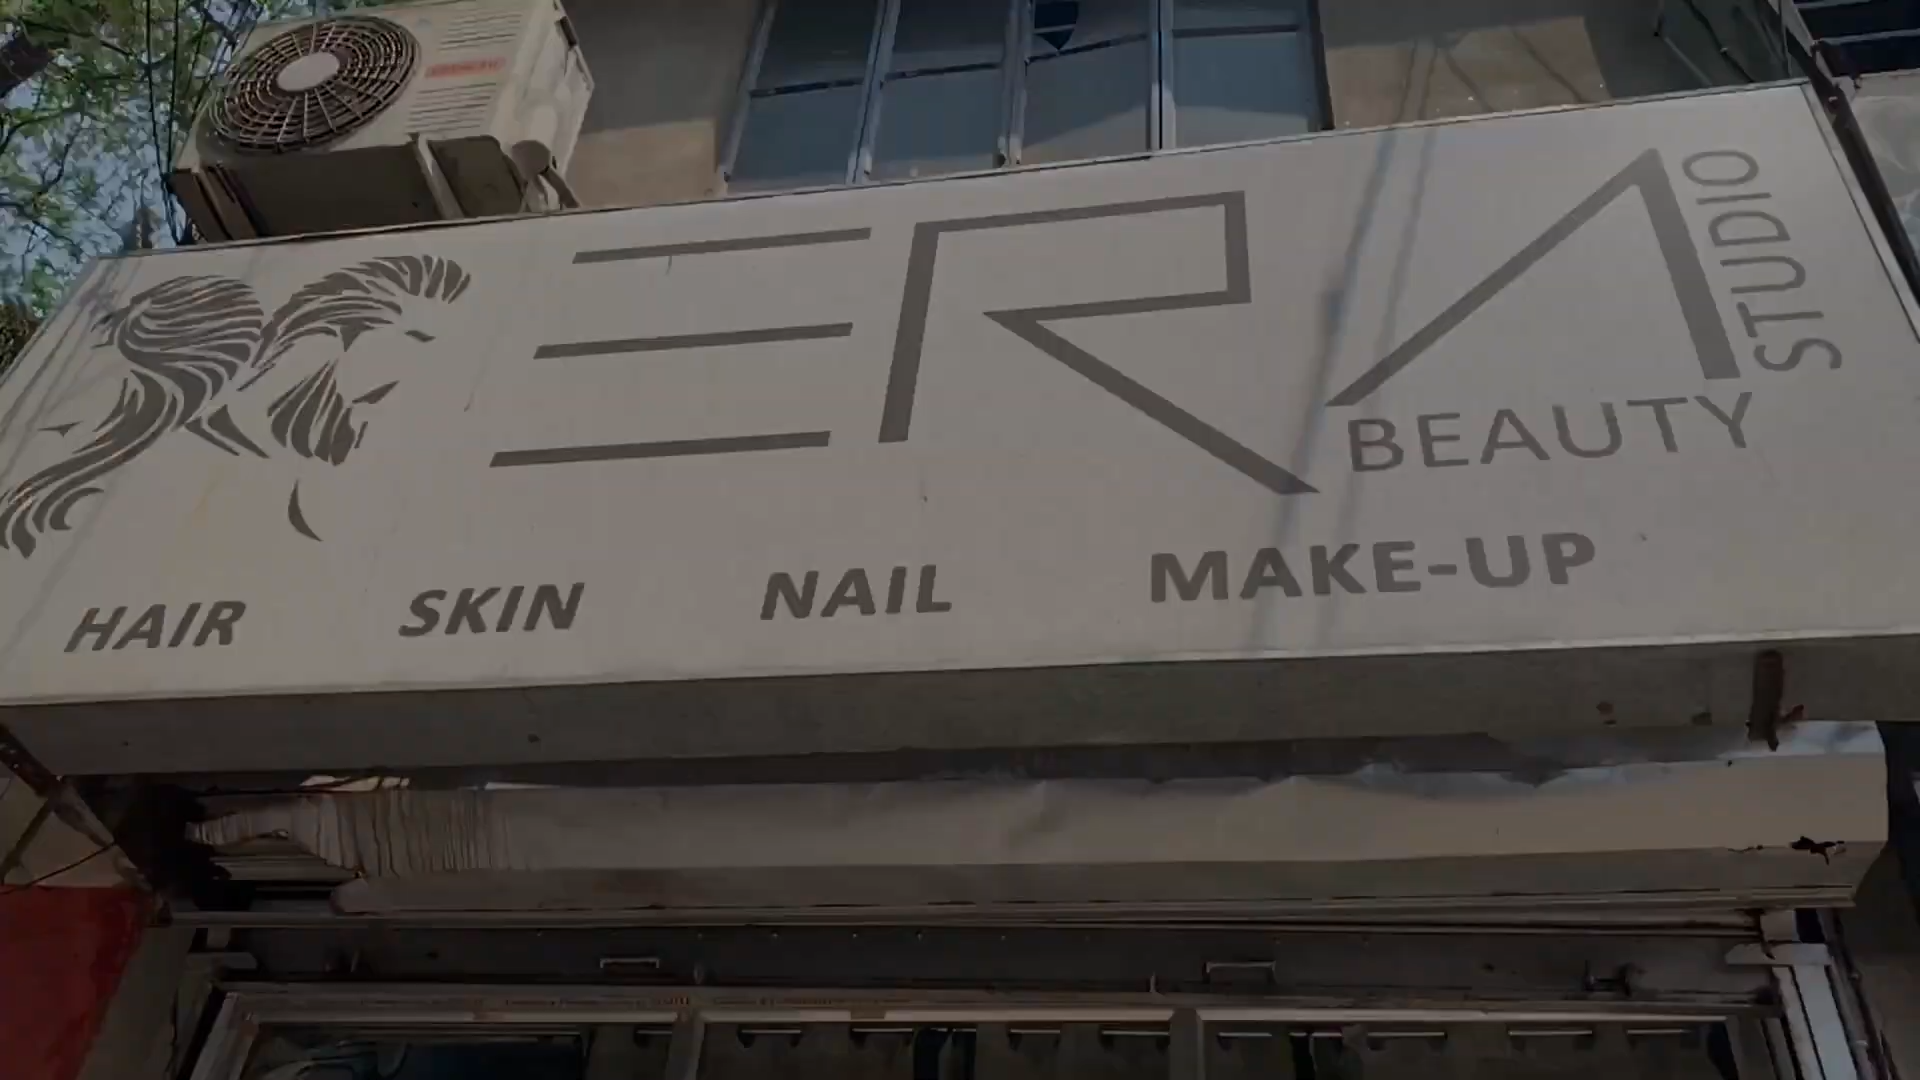 ERA
BEAUTY
STUDIO
HAIR SKIN NAIL MAKE-UP